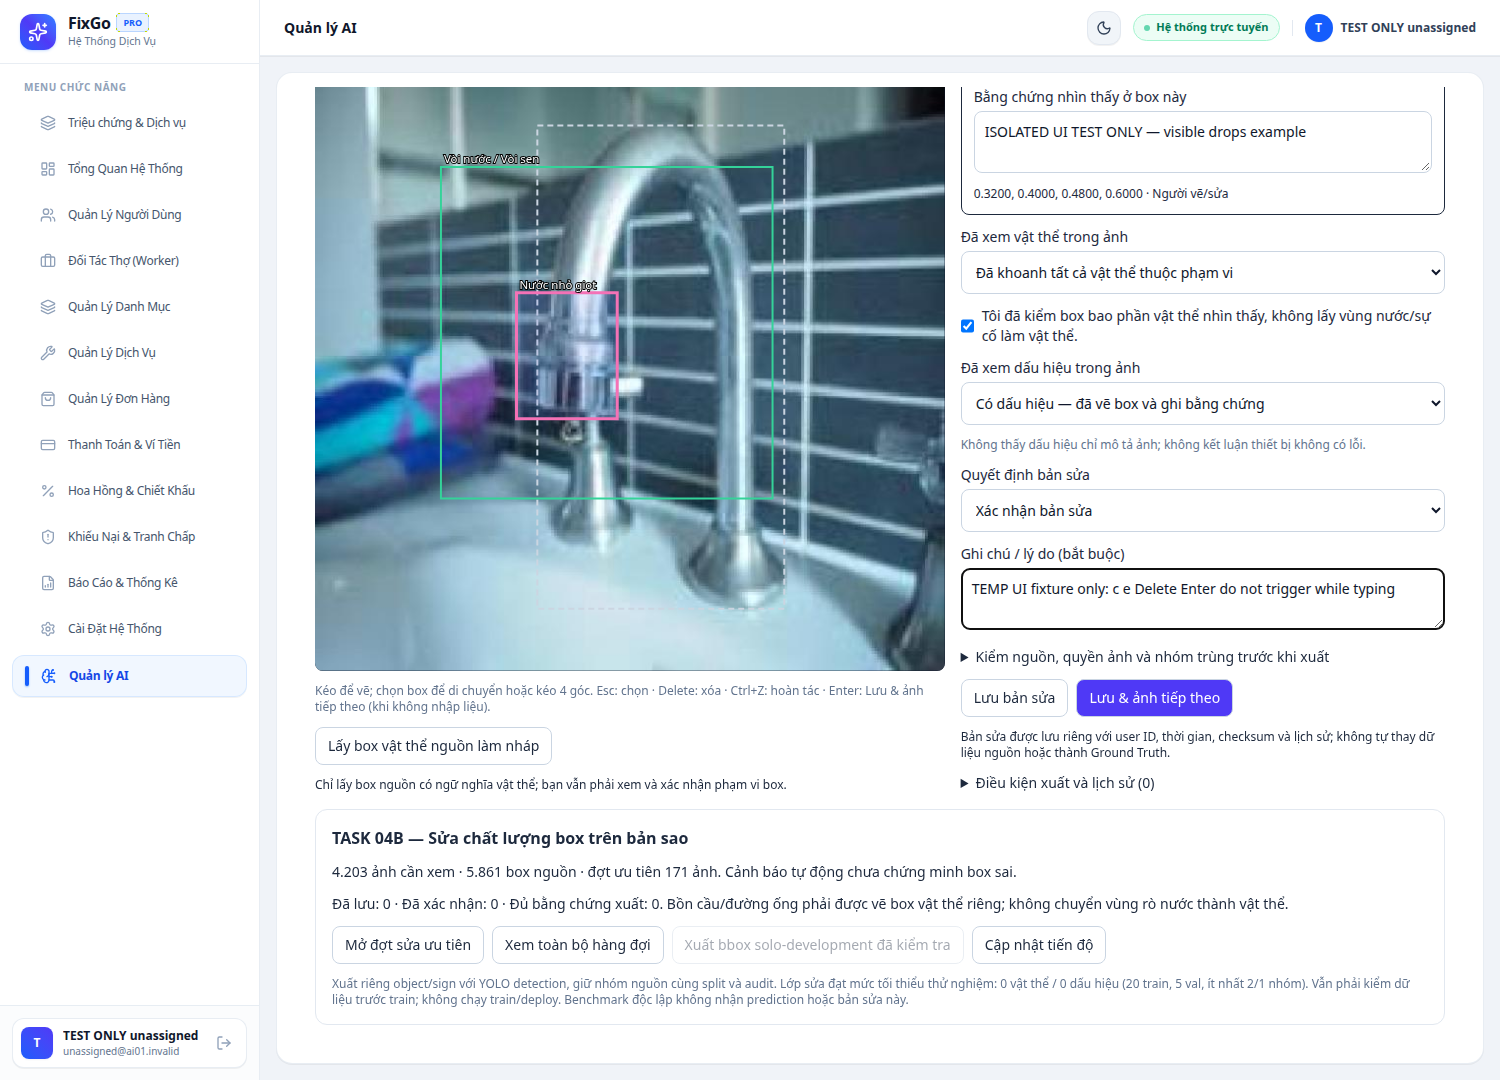 FixGo PRO
Hệ Thống Dịch Vụ
MENU CHỨC NĂNG
Triệu chứng & Dịch vụ
Tổng Quan Hệ Thống
Quản Lý Người Dùng
Đối Tác Thợ (Worker)
Quản Lý Danh Mục
Quản Lý Dịch Vụ
Quản Lý Đơn Hàng
Thanh Toán & Ví Tiền
Hoa Hồng & Chiết Khấu
Khiếu Nại & Tranh Chấp
Báo Cáo & Thống Kê
Cài Đặt Hệ Thống
Quản lý AI
T
TEST ONLY unassigned
unassigned@ai01.invalid
Quản lý AI
Hệ thống trực tuyến
T
TEST ONLY unassigned
Vòi nước / Vòi sen
Nước nhỏ giọt
Kéo để vẽ; chọn box để di chuyển hoặc kéo 4 góc. Esc: chọn · Delete: xóa · Ctrl+Z: hoàn tác · Enter: Lưu & ảnh
tiếp theo (khi không nhập liệu).
Lấy box vật thể nguồn làm nháp
Chỉ lấy box nguồn có ngữ nghĩa vật thể; bạn vẫn phải xem và xác nhận phạm vi box.
Bằng chứng nhìn thấy ở box này
ISOLATED UI TEST ONLY — visible drops example
0.3200, 0.4000, 0.4800, 0.6000 · Người vẽ/sửa
Đã xem vật thể trong ảnh
Đã khoanh tất cả vật thể thuộc phạm vi
Tôi đã kiểm box bao phần vật thể nhìn thấy, không lấy vùng nước/sự
cố làm vật thể.
Đã xem dấu hiệu trong ảnh
Có dấu hiệu — đã vẽ box và ghi bằng chứng
Không thấy dấu hiệu chỉ mô tả ảnh; không kết luận thiết bị không có lỗi.
Quyết định bản sửa
Xác nhận bản sửa
Ghi chú / lý do (bắt buộc)
TEMP UI fixture only: c e Delete Enter do not trigger while typing
Kiểm nguồn, quyền ảnh và nhóm trùng trước khi xuất
Lưu bản sửa
Lưu & ảnh tiếp theo
Bản sửa được lưu riêng với user ID, thời gian, checksum và lịch sử; không tự thay dữ
liệu nguồn hoặc thành Ground Truth.
Điều kiện xuất và lịch sử (0)
TASK 04B — Sửa chất lượng box trên bản sao
4.203 ảnh cần xem · 5.861 box nguồn · đợt ưu tiên 171 ảnh. Cảnh báo tự động chưa chứng minh box sai.
Đã lưu: 0 · Đã xác nhận: 0 · Đủ bằng chứng xuất: 0. Bồn cầu/đường ống phải được vẽ box vật thể riêng; không chuyển vùng rò nước thành vật thể.
Mở đợt sửa ưu tiên
Xem toàn bộ hàng đợi
Xuất bbox solo-development đã kiểm tra
Cập nhật tiến độ
Xuất riêng object/sign với YOLO detection, giữ nhóm nguồn cùng split và audit. Lớp sửa đạt mức tối thiểu thử nghiệm: 0 vật thể / 0 dấu hiệu (20 train, 5 val, ít nhất 2/1 nhóm). Vẫn phải kiểm dữ
liệu trước train; không chạy train/deploy. Benchmark độc lập không nhận prediction hoặc bản sửa này.